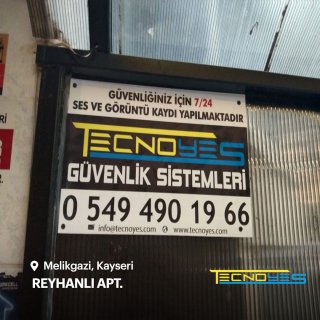 GÜVENLİĞİNİZ İÇİN 7/24
SES VE GÖRÜNTÜ KAYDI YAPILMAKTADIR
TECNOYES
GÜVENLİK SİSTEMLERİ
0 549 490 19 66
info@tecnoyes.com www.tecnoyes.com
Melikgazi, Kayseri
REYHANLI APT.
TECNOYES